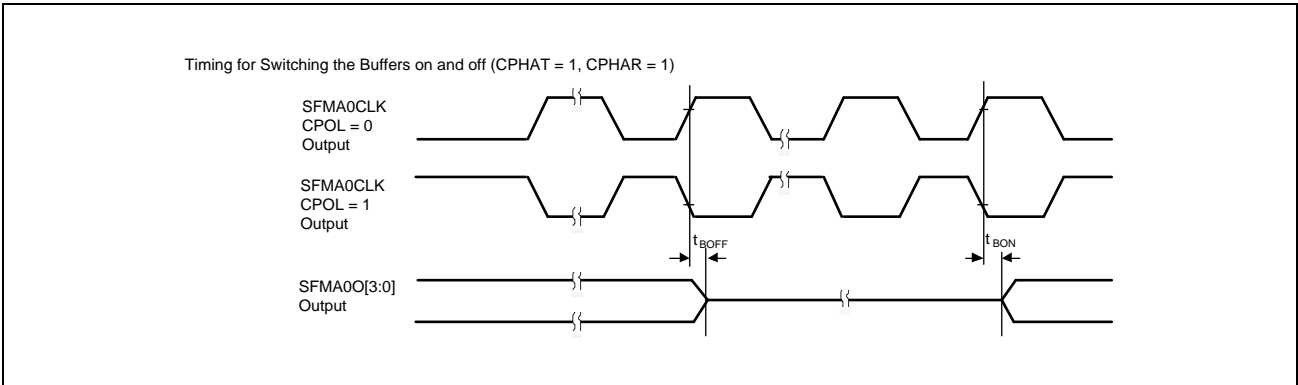 Timing for Switching the Buffers on and off (CPHAT = 1, CPHAR = 1)
SFMA0CLK
CPOL = 0
Output
SFMA0CLK
CPOL = 1
Output
tBOFF
tBON
SFMA0O[3:0]
Output